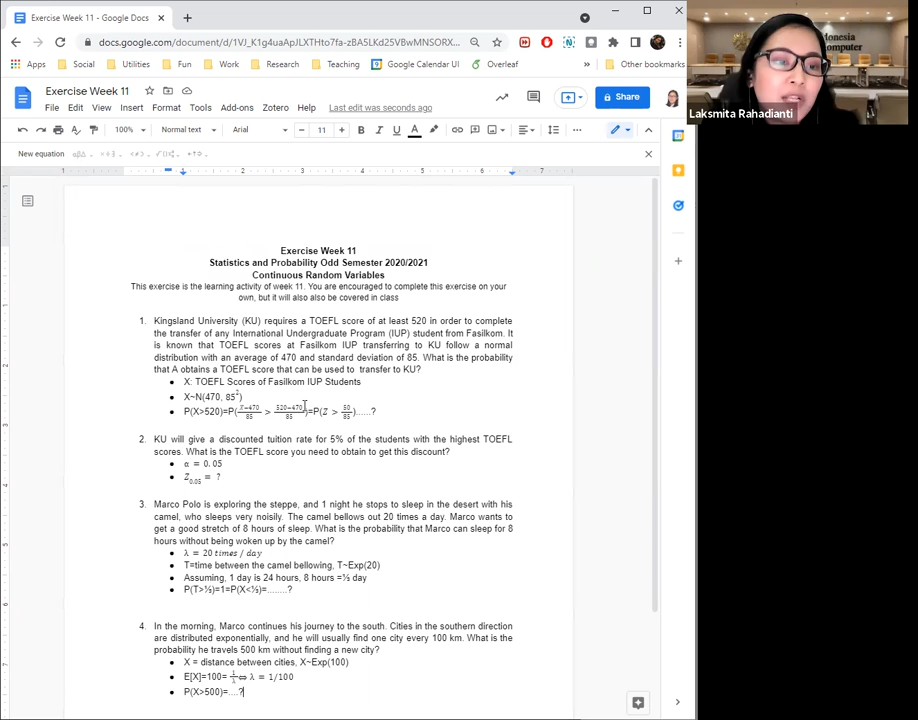 Exercise Week 11 - Google Docs
docs.google.com/document/d/1VJ_K1g4uaApJLXTHto7fa-zBA5LKd25VBwMNSORX...
Apps Social Utilities Fun Work Research Teaching Google Calendar UI Overleaf Other bookmarks
Exercise Week 11
File Edit View Insert Format Tools Add-ons Zotero Help Last edit was seconds ago
Share
100% Normal text Arial 11
New equation
Exercise Week 11
Statistics and Probability Odd Semester 2020/2021
Continuous Random Variables
This exercise is the learning activity of week 11. You are encouraged to complete this exercise on your
own, but it will also also be covered in class
1. Kingsland University (KU) requires a TOEFL score of at least 520 in order to complete
the transfer of any International Undergraduate Program (IUP) student from Fasilkom. It
is known that TOEFL scores at Fasilkom IUP transferring to KU follow a normal
distribution with an average of 470 and standard deviation of 85. What is the probability
that A obtains a TOEFL score that can be used to transfer to KU?
● X: TOEFL Scores of Fasilkom IUP Students
● X~N(470, 85²)
● P(X>520)=P(X−470/85 > 520−470/85)=P(Z > 50/85)......?
2. KU will give a discounted tuition rate for 5% of the students with the highest TOEFL
scores. What is the TOEFL score you need to obtain to get this discount?
● α = 0.05
● Z0.05 = ?
3. Marco Polo is exploring the steppe, and 1 night he stops to sleep in the desert with his
camel, who sleeps very noisily. The camel bellows out 20 times a day. Marco wants to
get a good stretch of 8 hours of sleep. What is the probability that Marco can sleep for 8
hours without being woken up by the camel?
● λ = 20 times / day
● T=time between the camel bellowing, T~Exp(20)
● Assuming, 1 day is 24 hours, 8 hours =⅓ day
● P(T>⅓)=1=P(X<⅓)=........?
4. In the morning, Marco continues his journey to the south. Cities in the southern direction
are distributed exponentially, and he will usually find one city every 100 km. What is the
probability he travels 500 km without finding a new city?
● X = distance between cities, X~Exp(100)
● E[X]=100= 1/λ ⇔ λ = 1/100
● P(X>500)=....?
Laksmita Rahadianti